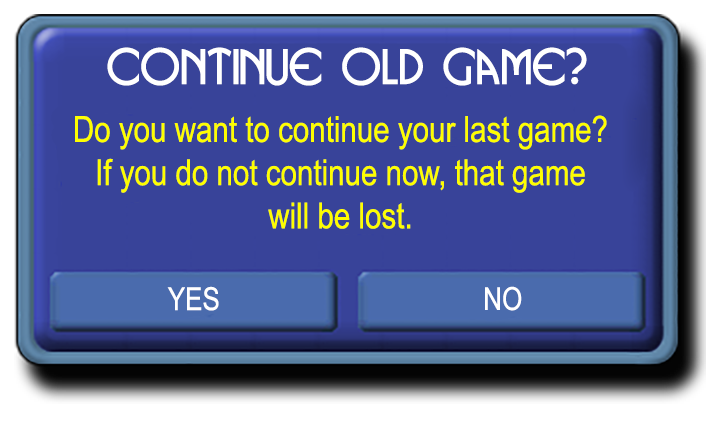 CONTINUE OLD GAME?
Do you want to continue your last game?
If you do not continue now, that game
will be lost.
YES NO